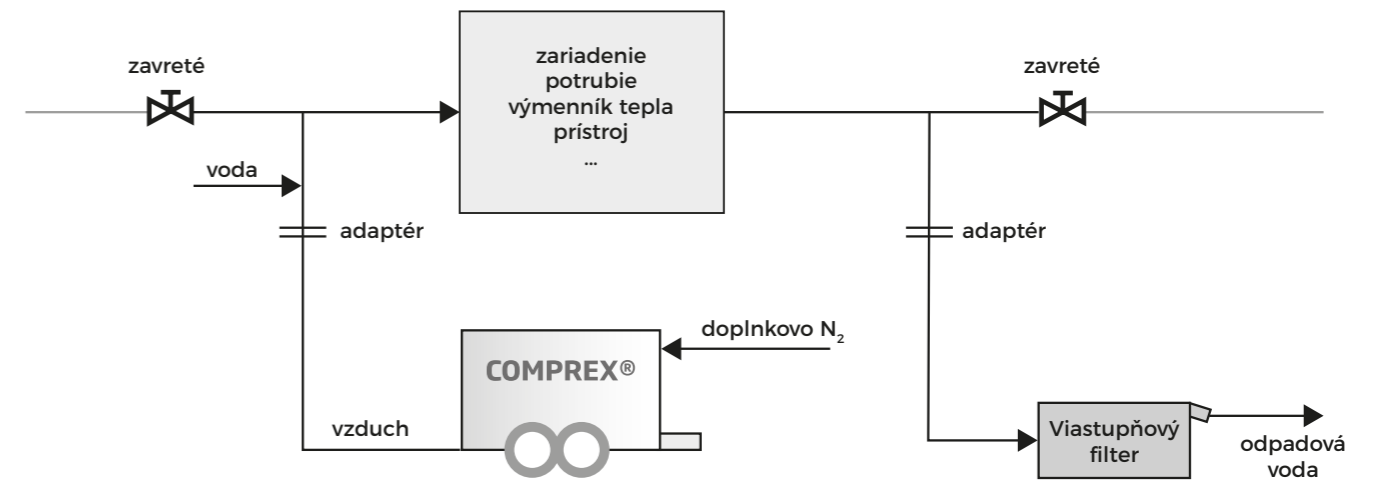 zavreté
zariadenie
potrubie
výmenník tepla
prístroj
...
zavreté
voda
adaptér
adaptér
doplnkovo N₂
COMPREX®
vzduch
Viastupňový
filter
odpadová
voda